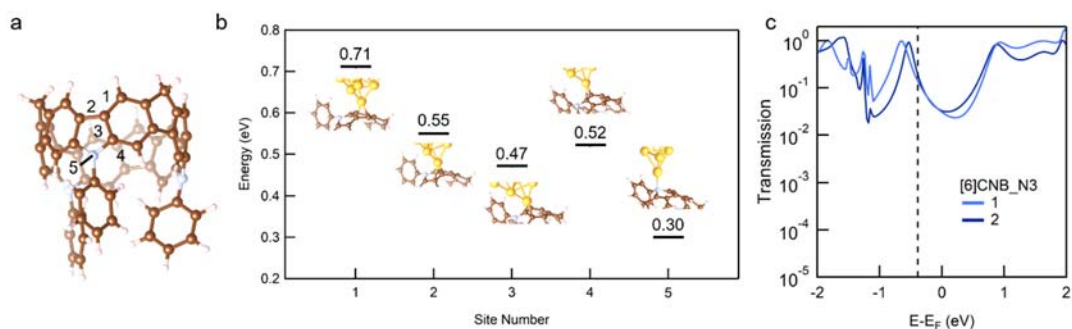 a
1
2
3
4
5
b
Energy (eV)
0.8
0.7
0.6
0.5
0.4
0.3
0.2
0.71
0.55
0.47
0.52
0.30
1 2 3 4 5
Site Number
c
Transmission
10⁰
10⁻¹
10⁻²
10⁻³
10⁻⁴
10⁻⁵
[6]CNB_N3
1
2
-2 -1 0 1 2
E-E_F (eV)